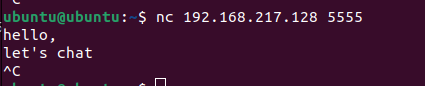 ubuntu@ubuntu:~$ nc 192.168.217.128 5555
hello,
let's chat
^C